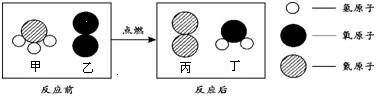 点燃
甲 乙 丙 丁
反应前 反应后
氢原子
氧原子
氮原子